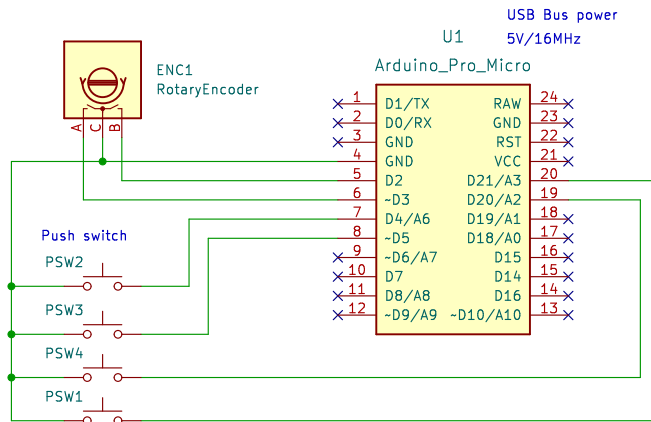 USB Bus power
5V/16MHz
U1
Arduino_Pro_Micro
ENC1
RotaryEncoder
A
C
B
1 D1/TX RAW 24
2 D0/RX GND 23
3 GND RST 22
4 GND VCC 21
5 D2 D21/A3 20
6 ~D3 D20/A2 19
7 D4/A6 D19/A1 18
8 ~D5 D18/A0 17
9 ~D6/A7 D15 16
10 D7 D14 15
11 D8/A8 D16 14
12 ~D9/A9 ~D10/A10 13
Push switch
PSW2
PSW3
PSW4
PSW1